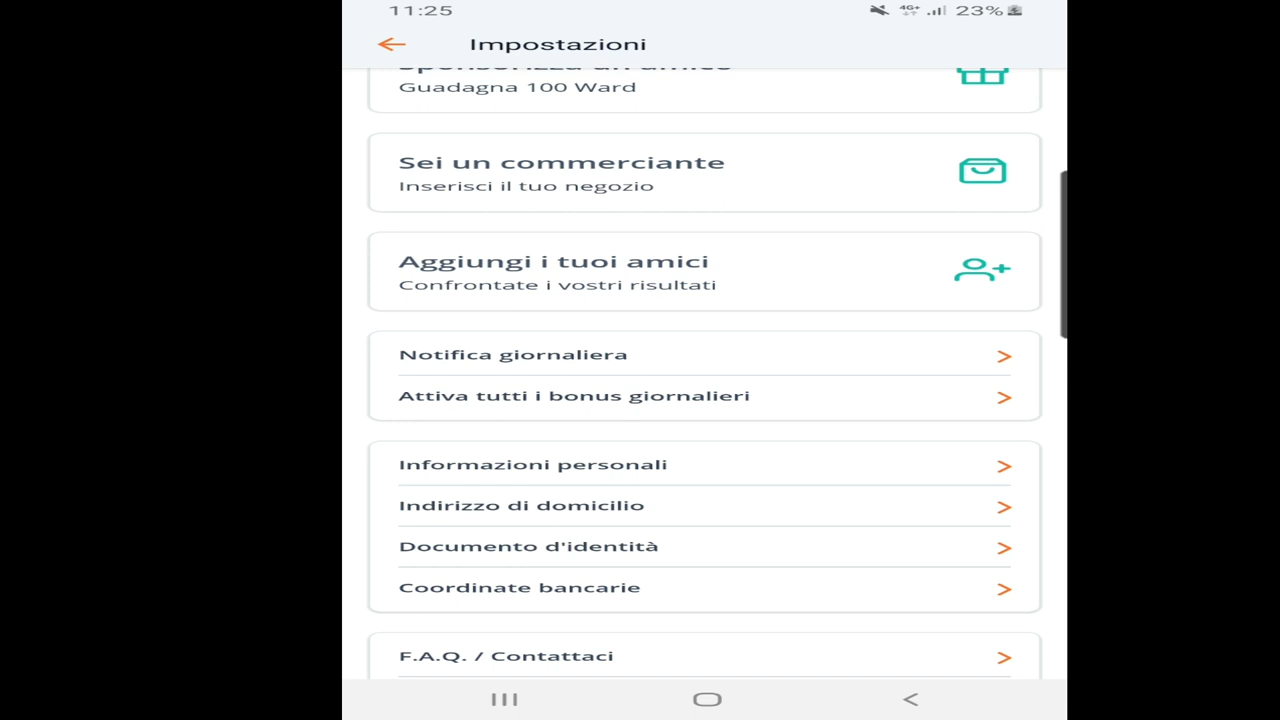 11:25
4G+ 23%
Impostazioni
Sponsorizza un amico
Guadagna 100 Ward
Sei un commerciante
Inserisci il tuo negozio
Aggiungi i tuoi amici
Confrontate i vostri risultati
Notifica giornaliera
Attiva tutti i bonus giornalieri
Informazioni personali
Indirizzo di domicilio
Documento d'identità
Coordinate bancarie
F.A.Q. / Contattaci